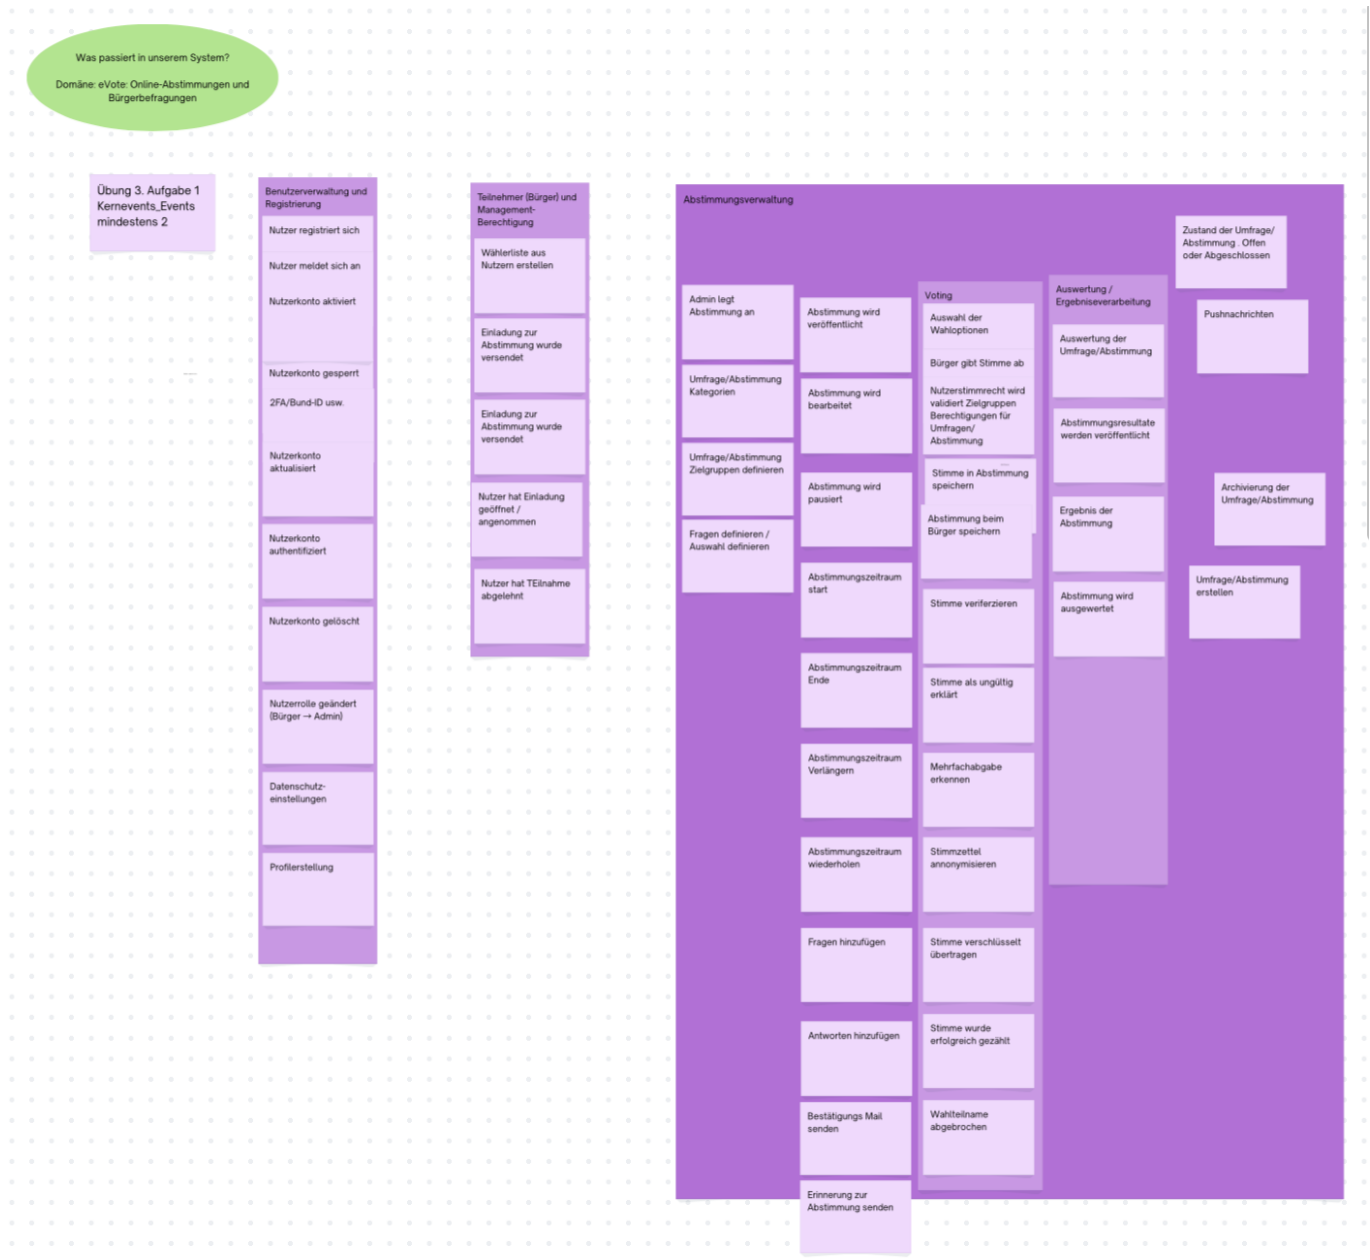 Was passiert in unserem System?
Domäne: eVote: Online-Abstimmungen und
Bürgerbefragungen
Übung 3. Aufgabe 1
Kernevents_Events
mindestens 2
Benutzerverwaltung und
Registrierung
Nutzer registriert sich
Nutzer meldet sich an
Nutzerkonto aktiviert
Nutzerkonto gesperrt
2FA/Bund-ID usw.
Nutzerkonto
aktualisiert
Nutzerkonto
authentifiziert
Nutzerkonto gelöscht
Nutzerrolle geändert
(Bürger → Admin)
Datenschutz-
einstellungen
Profilerstellung
Teilnehmer (Bürger) und
Management-
Berechtigung
Wählerliste aus
Nutzern erstellen
Einladung zur
Abstimmung wurde
versendet
Einladung zur
Abstimmung wurde
versendet
Nutzer hat Einladung
geöffnet /
angenommen
Nutzer hat TEilnahme
abgelehnt
Abstimmungsverwaltung
Admin legt
Abstimmung an
Umfrage/Abstimmung
Kategorien
Umfrage/Abstimmung
Zielgruppen definieren
Fragen definieren /
Auswahl definieren
Abstimmung wird
veröffentlicht
Abstimmung wird
bearbeitet
Abstimmung wird
pausiert
Abstimmungszeitraum
start
Abstimmungszeitraum
Ende
Abstimmungszeitraum
Verlängern
Abstimmungszeitraum
wiederholen
Fragen hinzufügen
Antworten hinzufügen
Bestätigungs Mail
senden
Erinnerung zur
Abstimmung senden
Voting
Auswahl der
Wahloptionen
Bürger gibt Stimme ab
Nutzerstimmrecht wird
validiert Zielgruppen
Berechtigungen für
Umfragen/
Abstimmung
Stimme in Abstimmung
speichern
Abstimmung beim
Bürger speichern
Stimme veriferzieren
Stimme als ungültig
erklärt
Mehrfachabgabe
erkennen
Stimmzettel
annonymisieren
Stimme verschlüsselt
übertragen
Stimme wurde
erfolgreich gezählt
Wahlteilname
abgebrochen
Auswertung /
Ergebniseverarbeitung
Auswertung der
Umfrage/Abstimmung
Abstimmungsresultate
werden veröffentlicht
Ergebnis der
Abstimmung
Abstimmung wird
ausgewertet
Zustand der Umfrage/
Abstimmung . Offen
oder Abgeschlossen
Pushnachrichten
Archivierung der
Umfrage/Abstimmung
Umfrage/Abstimmung
erstellen